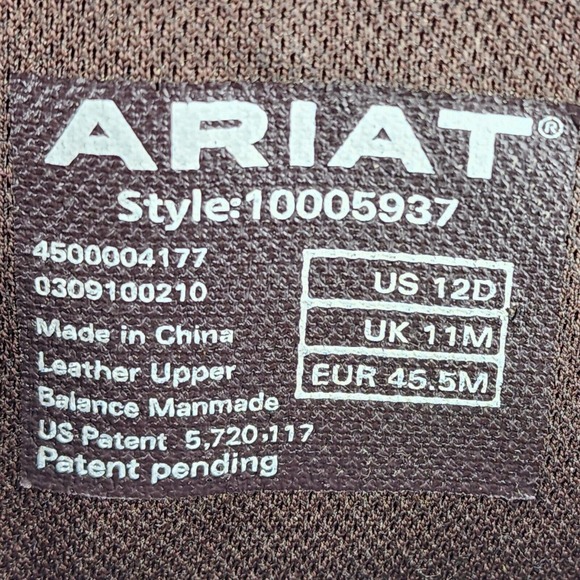 ARIAT®
Style:10005937
4500004177
0309100210
Made in China
Leather Upper
Balance Manmade
US Patent 5,720,117
Patent pending
US 12D
UK 11M
EUR 45.5M